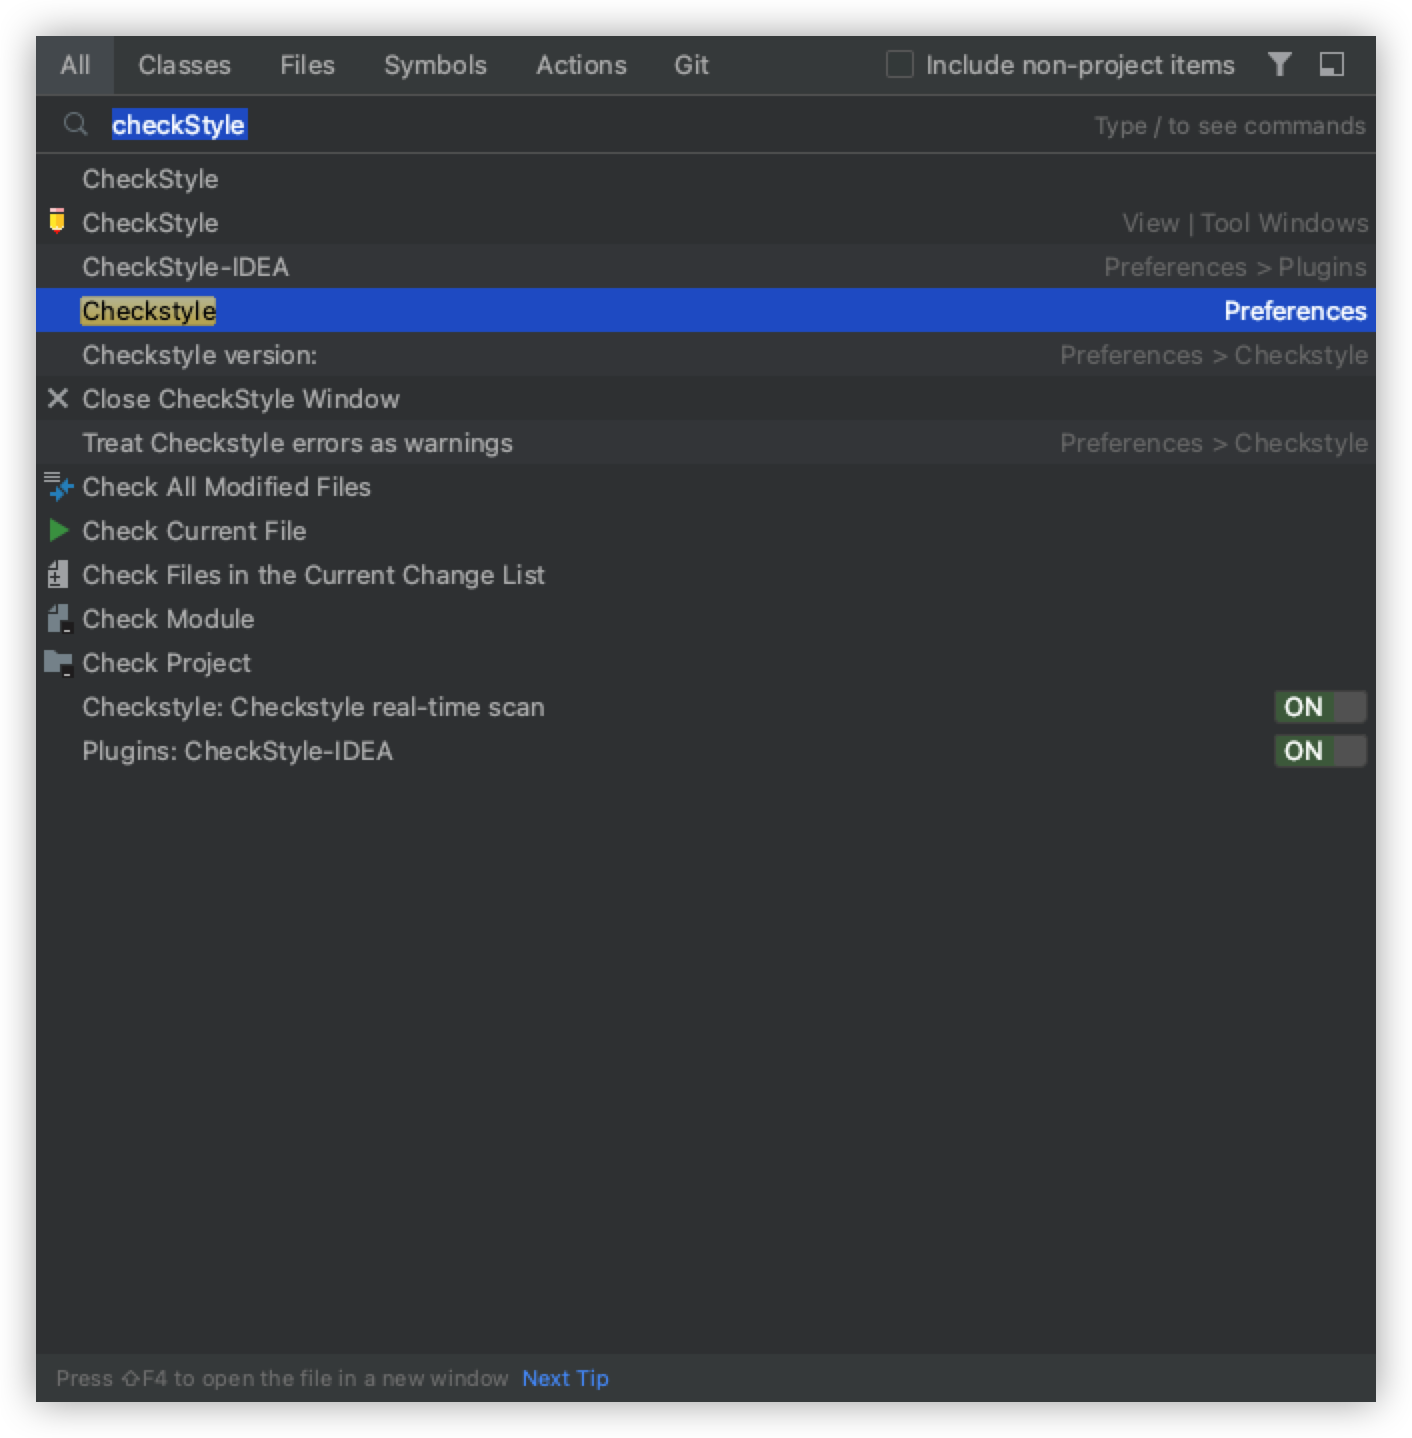 All Classes Files Symbols Actions Git Include non-project items
checkStyle Type / to see commands
CheckStyle
CheckStyle View | Tool Windows
CheckStyle-IDEA Preferences > Plugins
Checkstyle Preferences
Checkstyle version: Preferences > Checkstyle
Close CheckStyle Window
Treat Checkstyle errors as warnings Preferences > Checkstyle
Check All Modified Files
Check Current File
Check Files in the Current Change List
Check Module
Check Project
Checkstyle: Checkstyle real-time scan ON
Plugins: CheckStyle-IDEA ON
Press ⇧F4 to open the file in a new window Next Tip